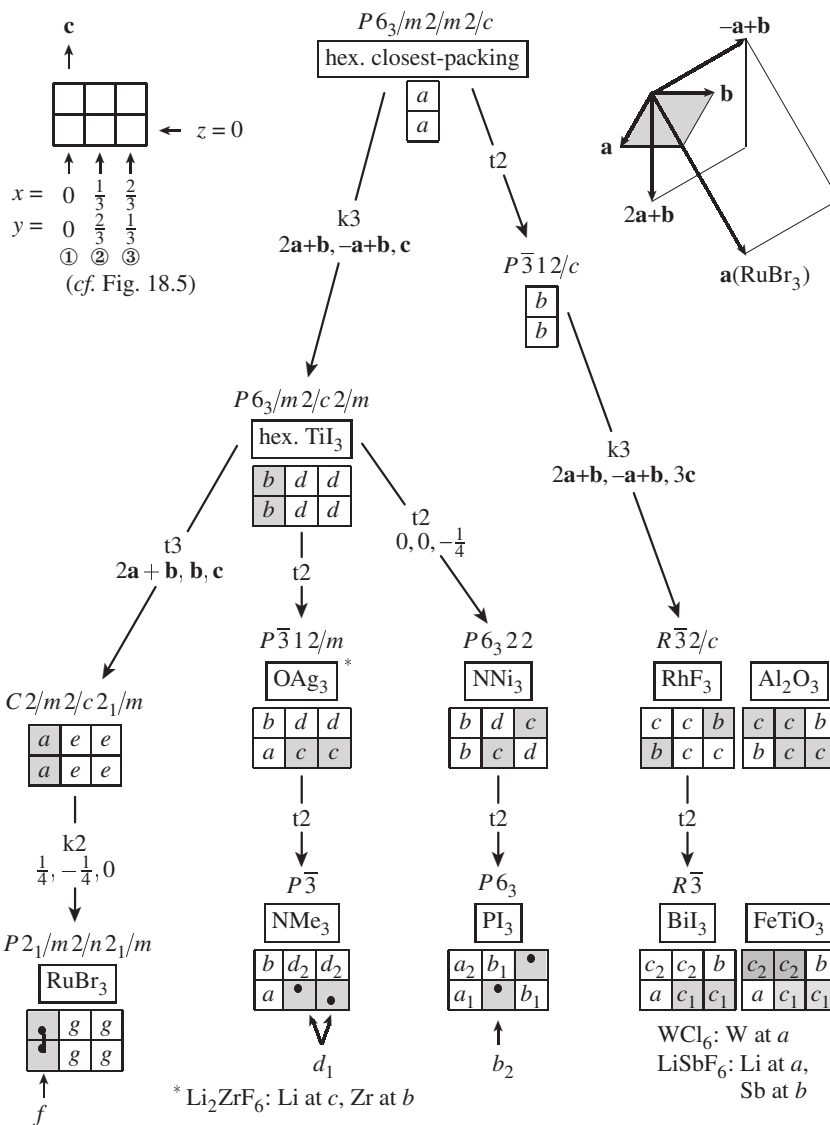 P6₃/m2/m2/c
hex. closest-packing
a
a
c
z = 0
x = 0 1/3 2/3
y = 0 2/3 1/3
① ② ③
(cf. Fig. 18.5)
–a+b
b
a
2a+b
a(RuBr₃)
k3
2a+b, –a+b, c
t2
P3̅12/c
b
b
P6₃/m2/c2/m
hex. TiI₃
b d d
b d d
k3
2a+b, –a+b, 3c
t3
2a + b, b, c
t2
t2
0, 0, –1/4
C2/m2/c2₁/m
a e e
a e e
P3̅12/m
OAg₃ *
b d d
a c c
P6₃22
NNi₃
b d c
b c d
R3̅2/c
RhF₃ Al₂O₃
c c b c c b
b c c b c c
k2
1/4, –1/4, 0
t2
t2
t2
P2₁/m2/n2₁/m
RuBr₃
g g
g g
f
P3̅
NMe₃
b d₂ d₂
a
d₁
P6₃
PI₃
a₂ b₁
a₁ b₁
b₂
R3̅
BiI₃ FeTiO₃
c₂ c₂ b c₂ c₂ b
a c₁ c₁ a c₁ c₁
WCl₆: W at a
LiSbF₆: Li at a,
Sb at b
* Li₂ZrF₆: Li at c, Zr at b